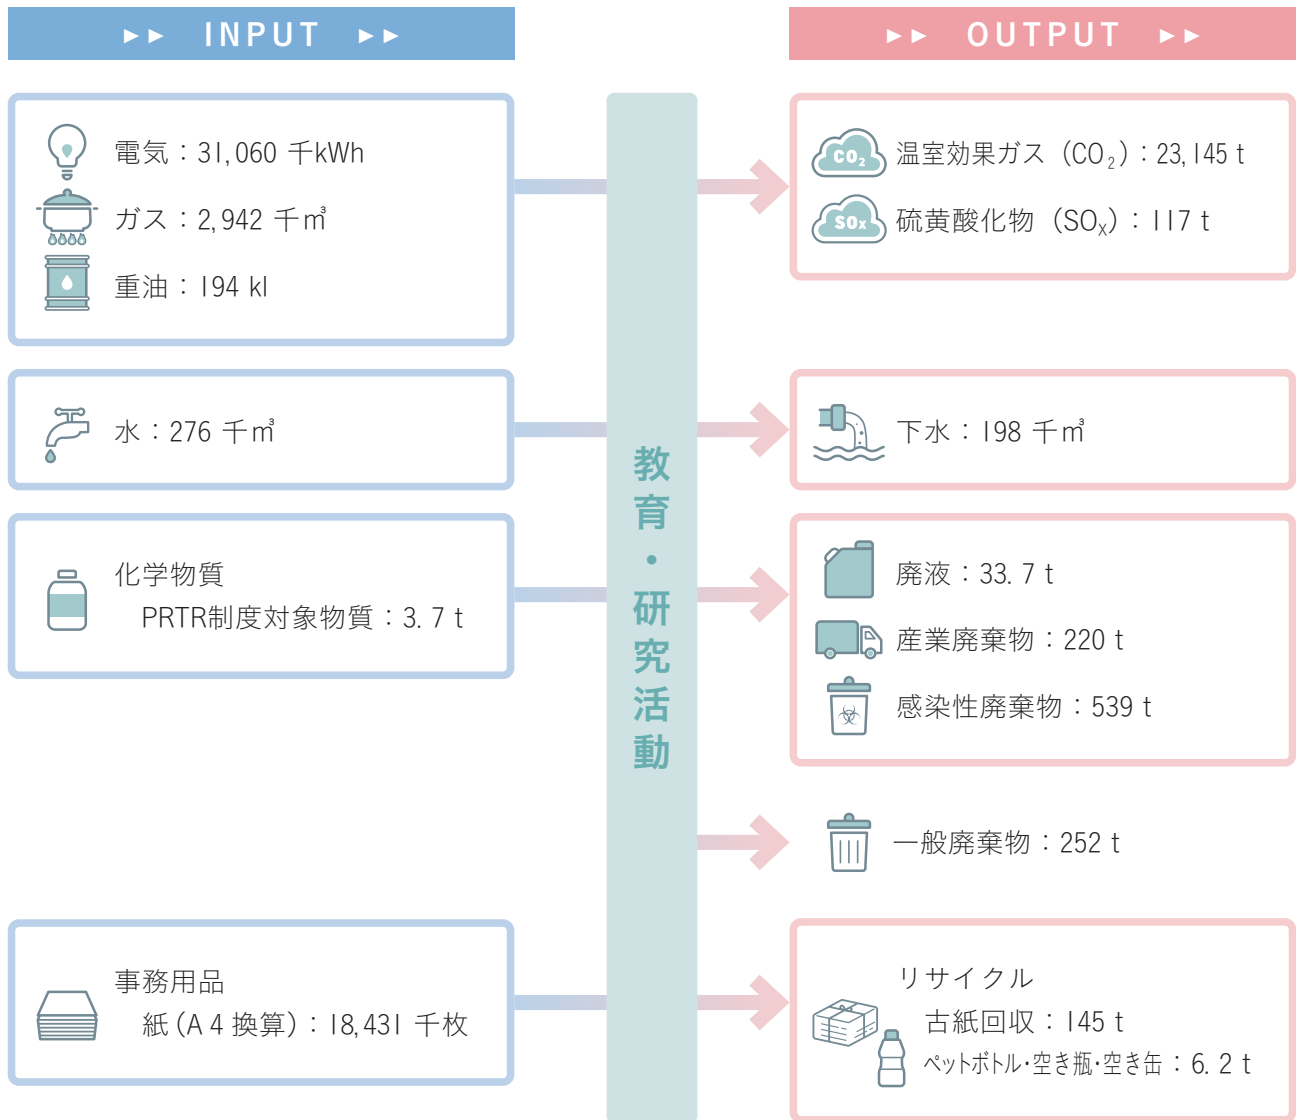 ►► INPUT ►►
電気：31,060 千kWh
ガス：2,942 千㎥
重油：194 kl
水：276 千㎥
化学物質
PRTR制度対象物質：3.7 t
事務用品
紙(A4換算)：18,431 千枚
教育・研究活動
►► OUTPUT ►►
CO₂ 温室効果ガス（CO₂）：23,145 t
SOx 硫黄酸化物（SOX）：117 t
下水：198 千㎥
廃液：33.7 t
産業廃棄物：220 t
感染性廃棄物：539 t
一般廃棄物：252 t
リサイクル
古紙回収：145 t
ペットボトル・空き瓶・空き缶：6.2 t